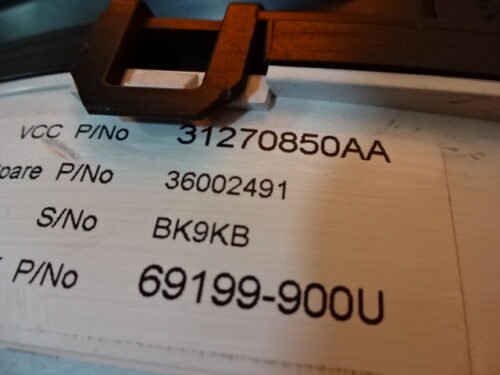 VCC P/No 31270850AA
pare P/No 36002491
S/No BK9KB
P/No 69199-900U